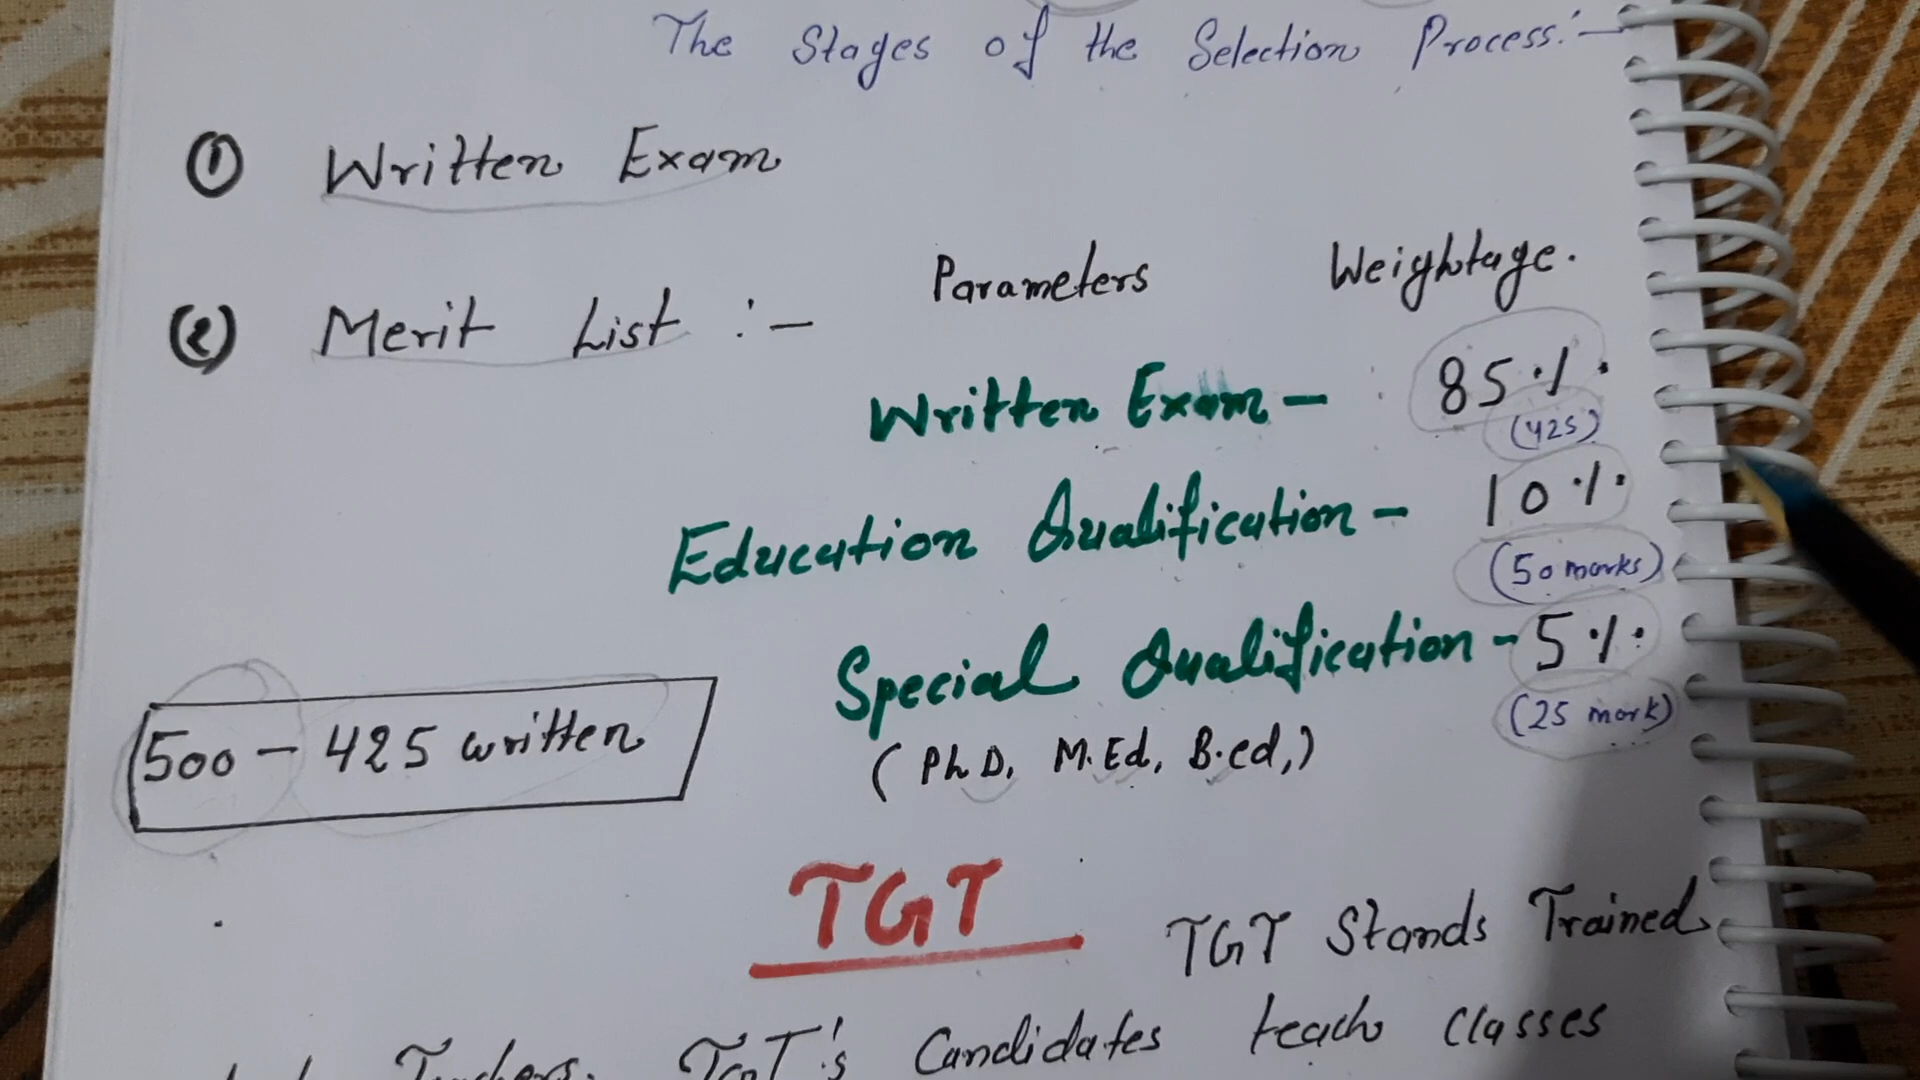 The Stages of the Selection Process:-
① Written Exam
Parameters Weightage.
(2) Merit List :-
Written Exam - 85%
(425)
Education Qualification - 10%
(50 marks)
Special Qualification - 5%
(25 mark)
(PhD, M.Ed, B.ed,)
500 - 425 written
TGT
TGT Stands Trained
Teachers. TGT's Candidates teach Classes